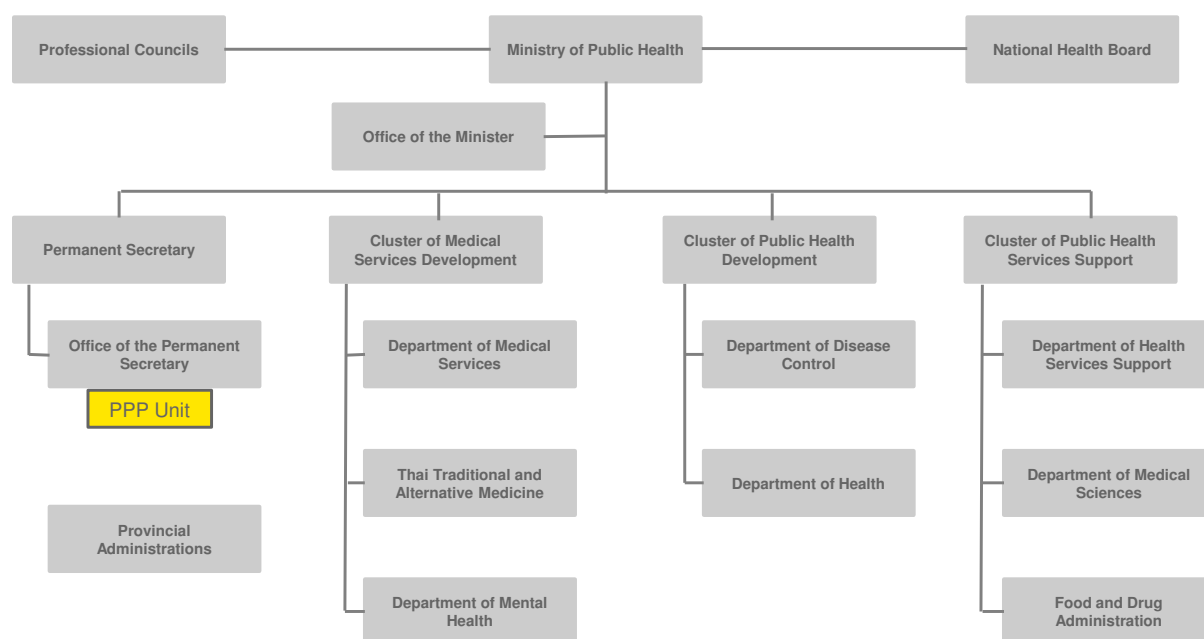 Professional Councils
Ministry of Public Health
National Health Board
Office of the Minister
Permanent Secretary
Cluster of Medical
Services Development
Cluster of Public Health
Development
Cluster of Public Health
Services Support
Office of the Permanent
Secretary
PPP Unit
Department of Medical
Services
Department of Disease
Control
Department of Health
Services Support
Provincial
Administrations
Thai Traditional and
Alternative Medicine
Department of Health
Department of Medical
Sciences
Department of Mental
Health
Food and Drug
Administration